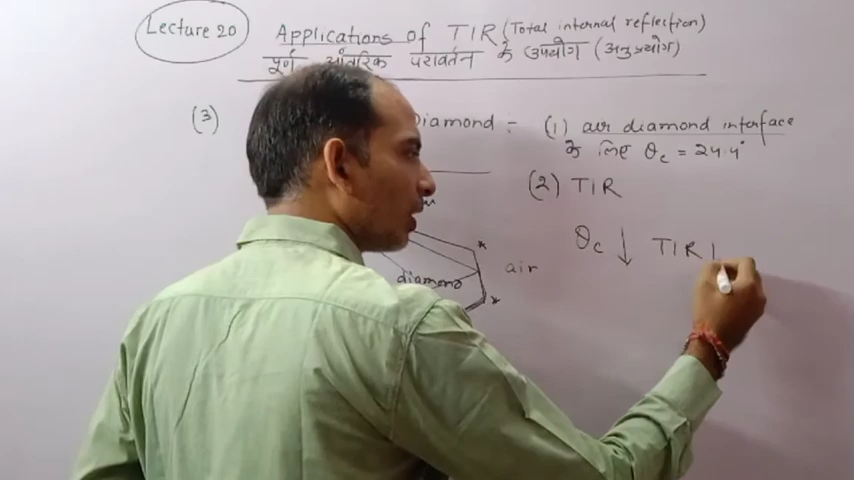 Lecture 20
Applications of TIR (Total internal reflection)
पूर्ण आंतरिक परावर्तन के उपयोग (अनुप्रयोग)
(3)
Diamond :- (1) air diamond interface
के लिए θc = 24.4°
(2) TIR
θc ↓ TIR
air
diamond